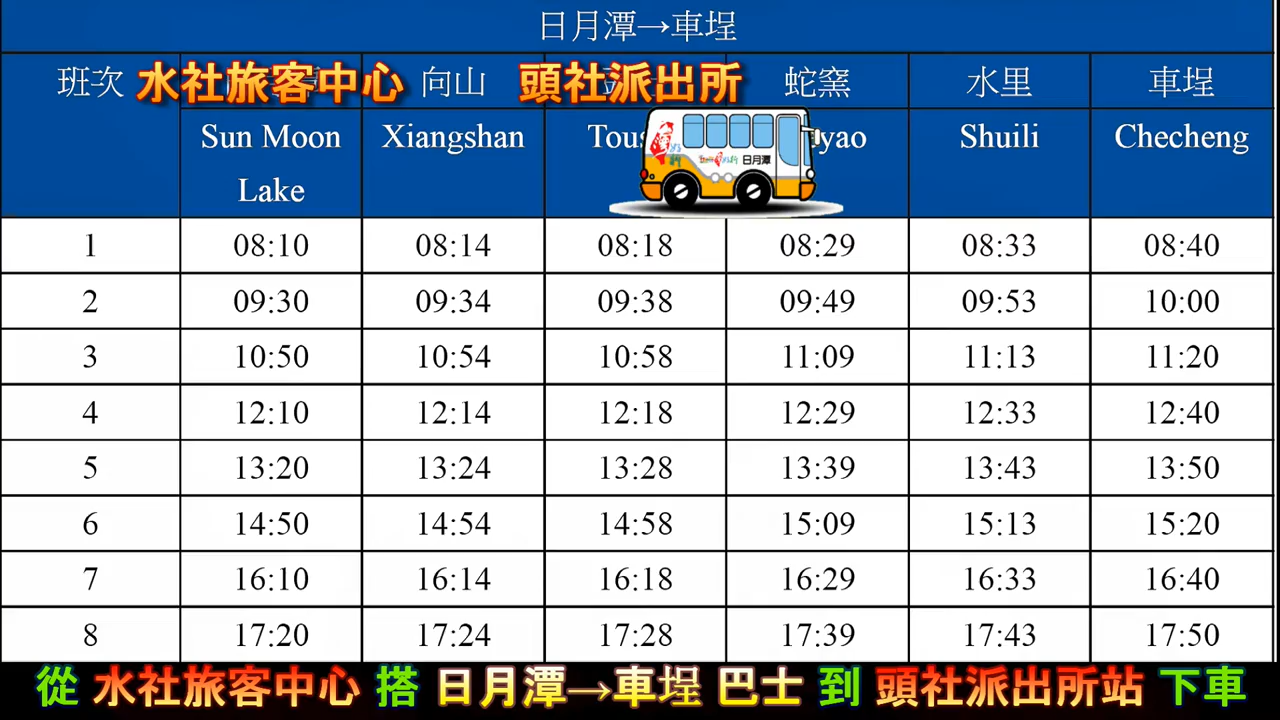 日月潭→車埕
班次 水社旅客中心 向山 頭社派出所 蛇窯 水里 車埕
Sun Moon Lake Xiangshan Shuili Checheng
日月潭
1 08:10 08:14 08:18 08:29 08:33 08:40
2 09:30 09:34 09:38 09:49 09:53 10:00
3 10:50 10:54 10:58 11:09 11:13 11:20
4 12:10 12:14 12:18 12:29 12:33 12:40
5 13:20 13:24 13:28 13:39 13:43 13:50
6 14:50 14:54 14:58 15:09 15:13 15:20
7 16:10 16:14 16:18 16:29 16:33 16:40
8 17:20 17:24 17:28 17:39 17:43 17:50
從 水社旅客中心 搭 日月潭→車埕 巴士 到 頭社派出所站 下車